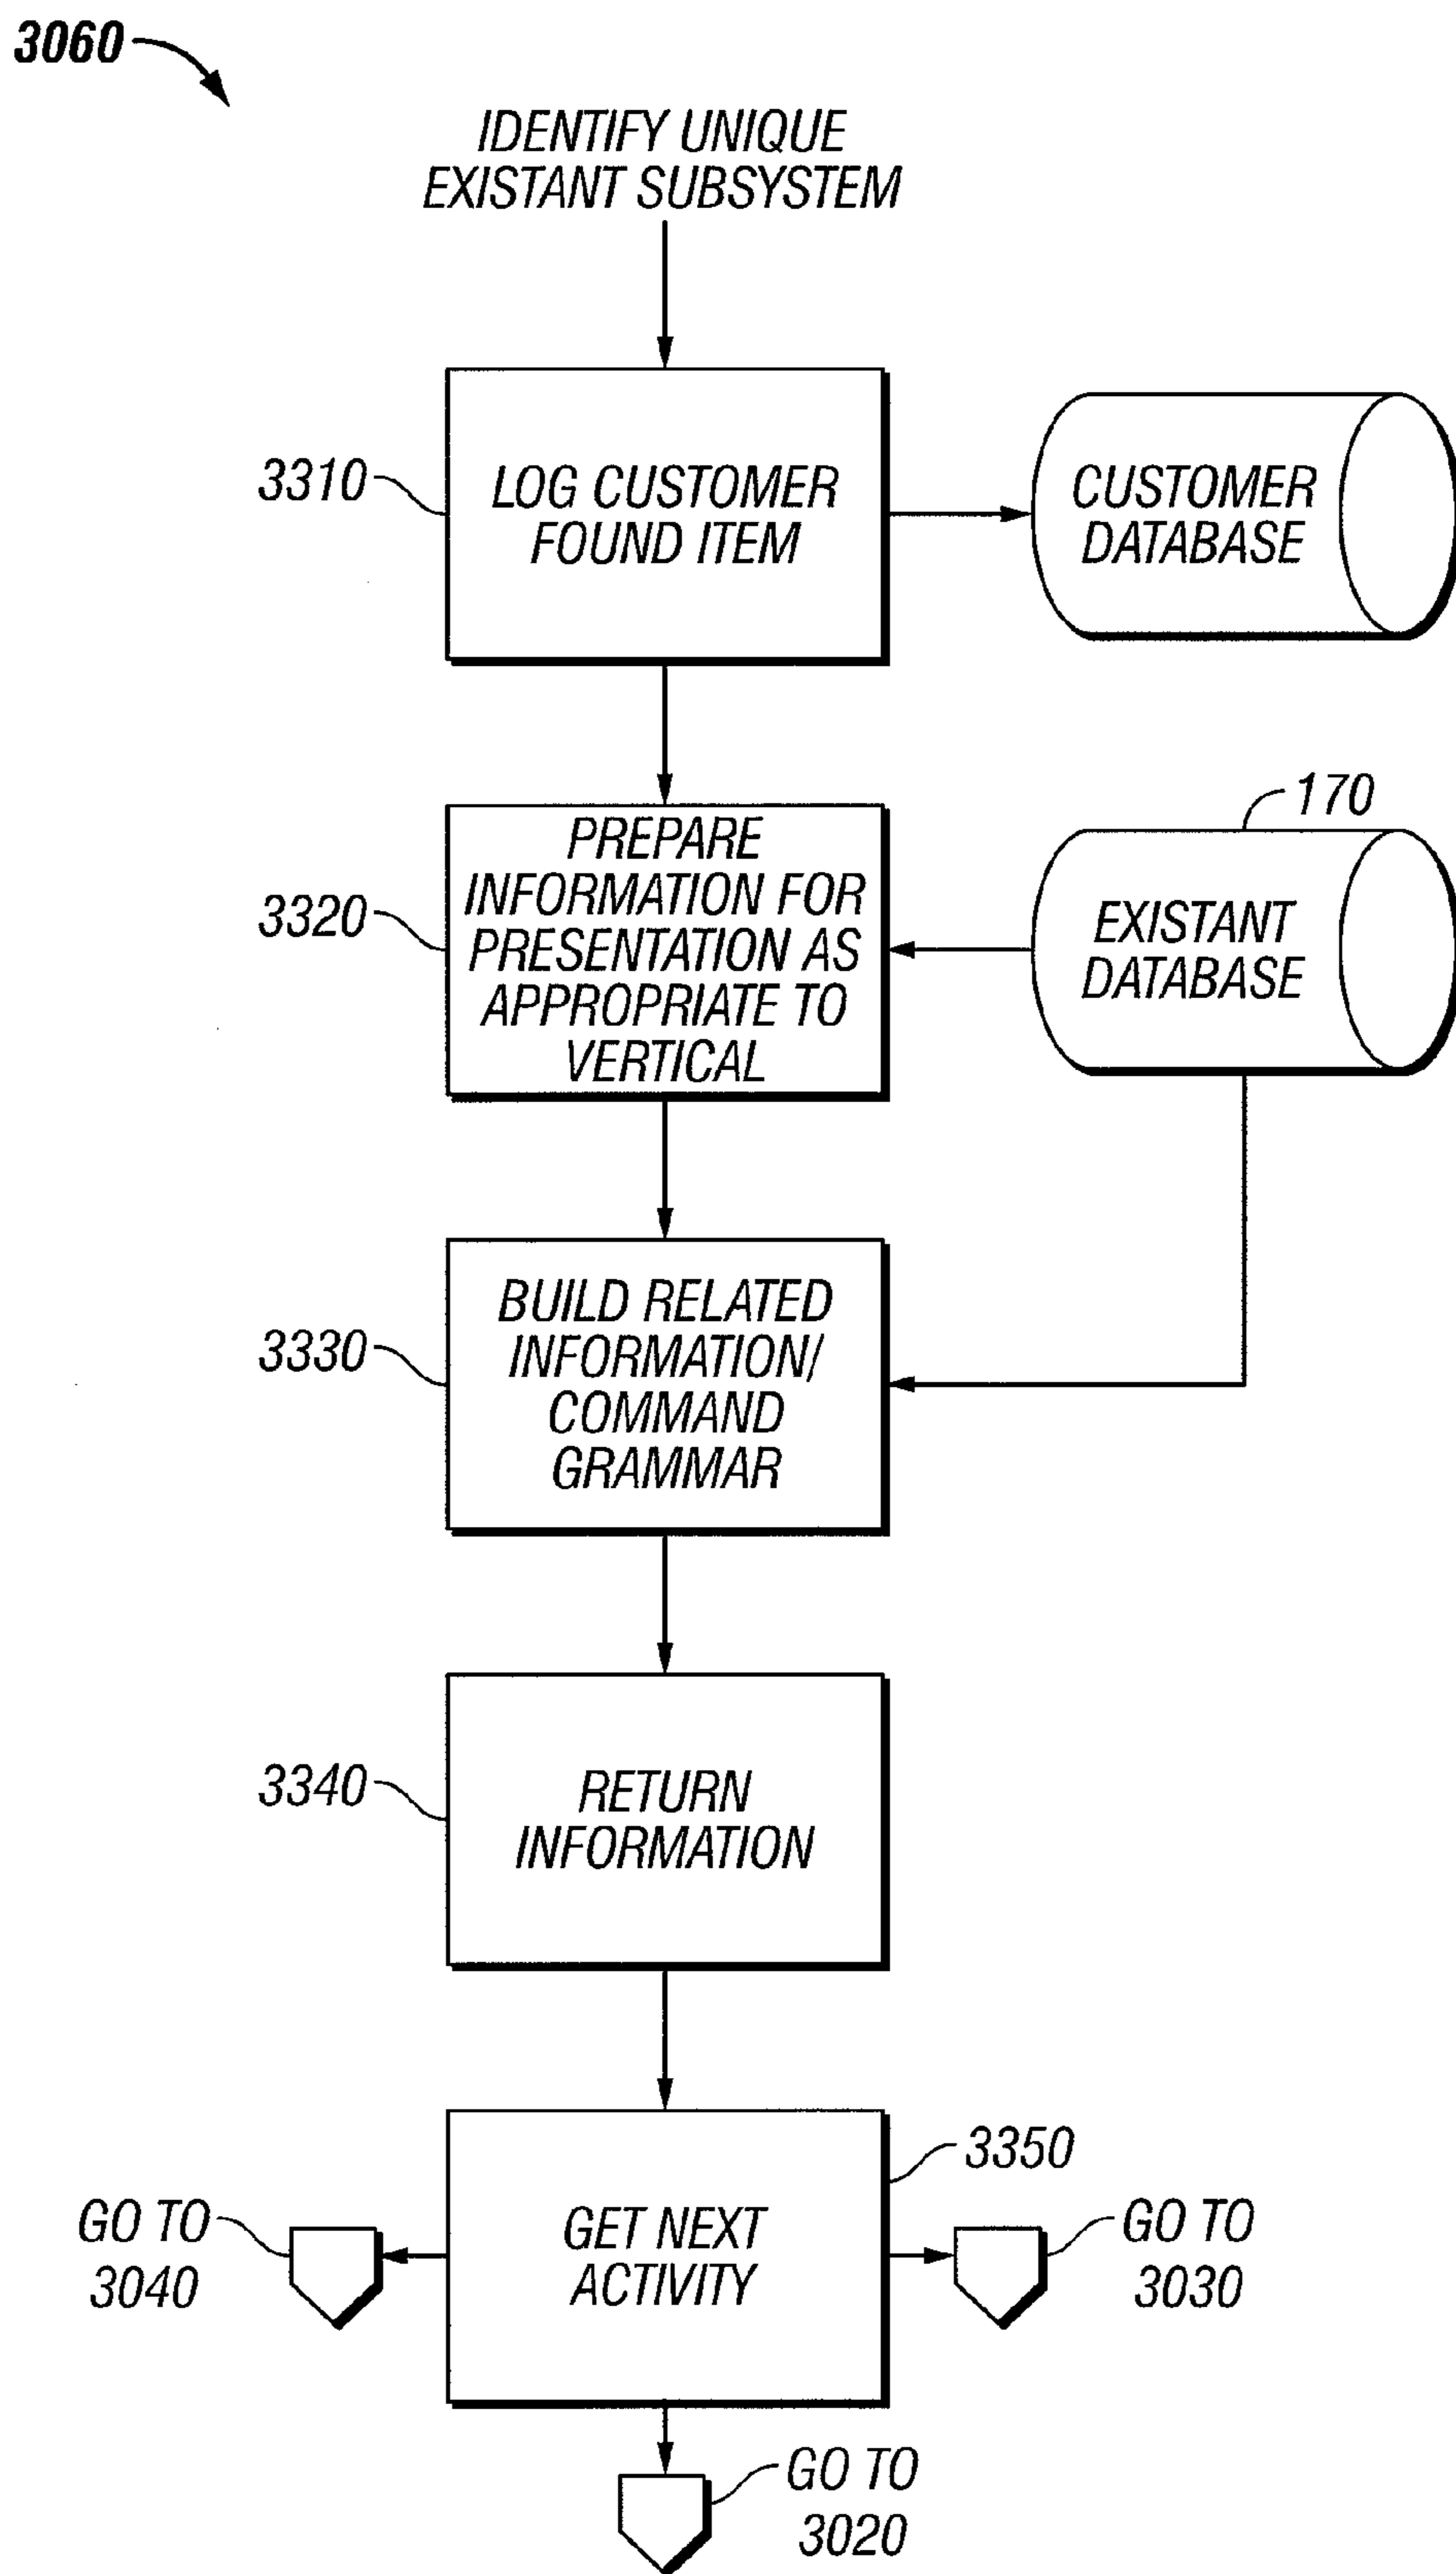 3060
IDENTIFY UNIQUE
EXISTANT SUBSYSTEM
3310
LOG CUSTOMER
FOUND ITEM
CUSTOMER
DATABASE
170
3320
PREPARE
INFORMATION FOR
PRESENTATION AS
APPROPRIATE TO
VERTICAL
EXISTANT
DATABASE
3330
BUILD RELATED
INFORMATION/
COMMAND
GRAMMAR
3340
RETURN
INFORMATION
3350
GO TO
3040
GET NEXT
ACTIVITY
GO TO
3030
GO TO
3020